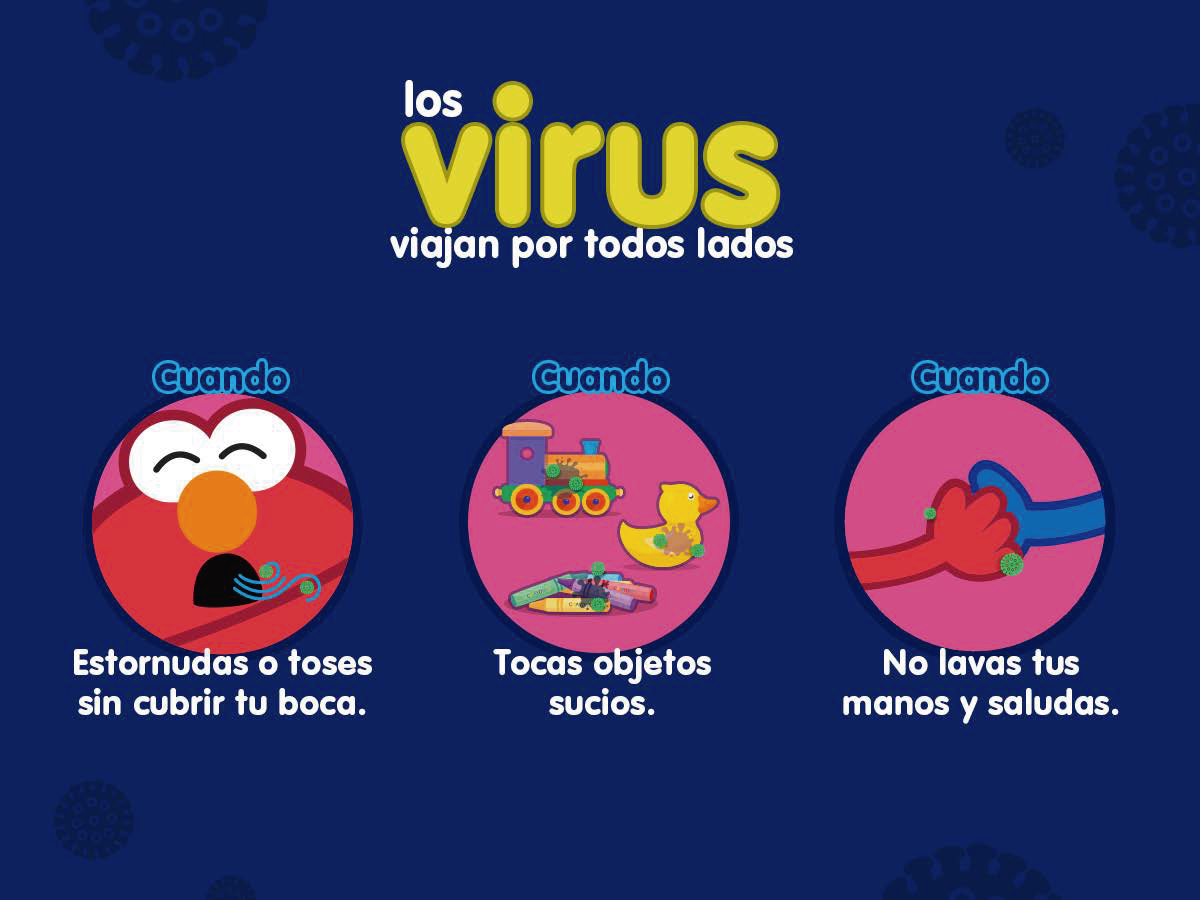 los
virus
viajan por todos lados
Cuando
Estornudas o toses
sin cubrir tu boca.
Cuando
Tocas objetos
sucios.
Cuando
No lavas tus
manos y saludas.